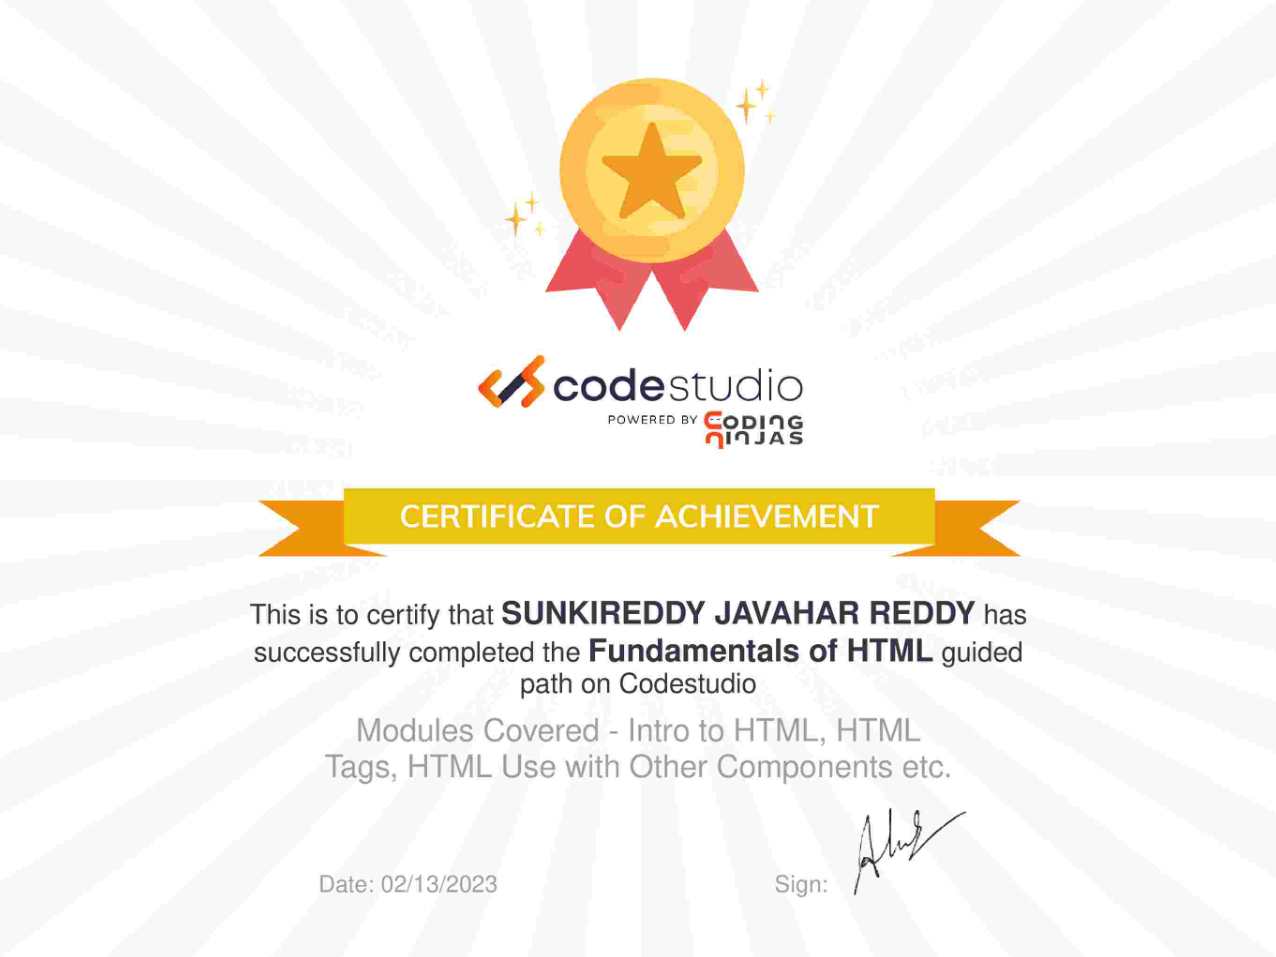 codestudio
POWERED BY CODING
NINJAS
CERTIFICATE OF ACHIEVEMENT
This is to certify that SUNKIREDDY JAVAHAR REDDY has
successfully completed the Fundamentals of HTML guided
path on Codestudio
Modules Covered - Intro to HTML, HTML
Tags, HTML Use with Other Components etc.
Date: 02/13/2023 Sign: